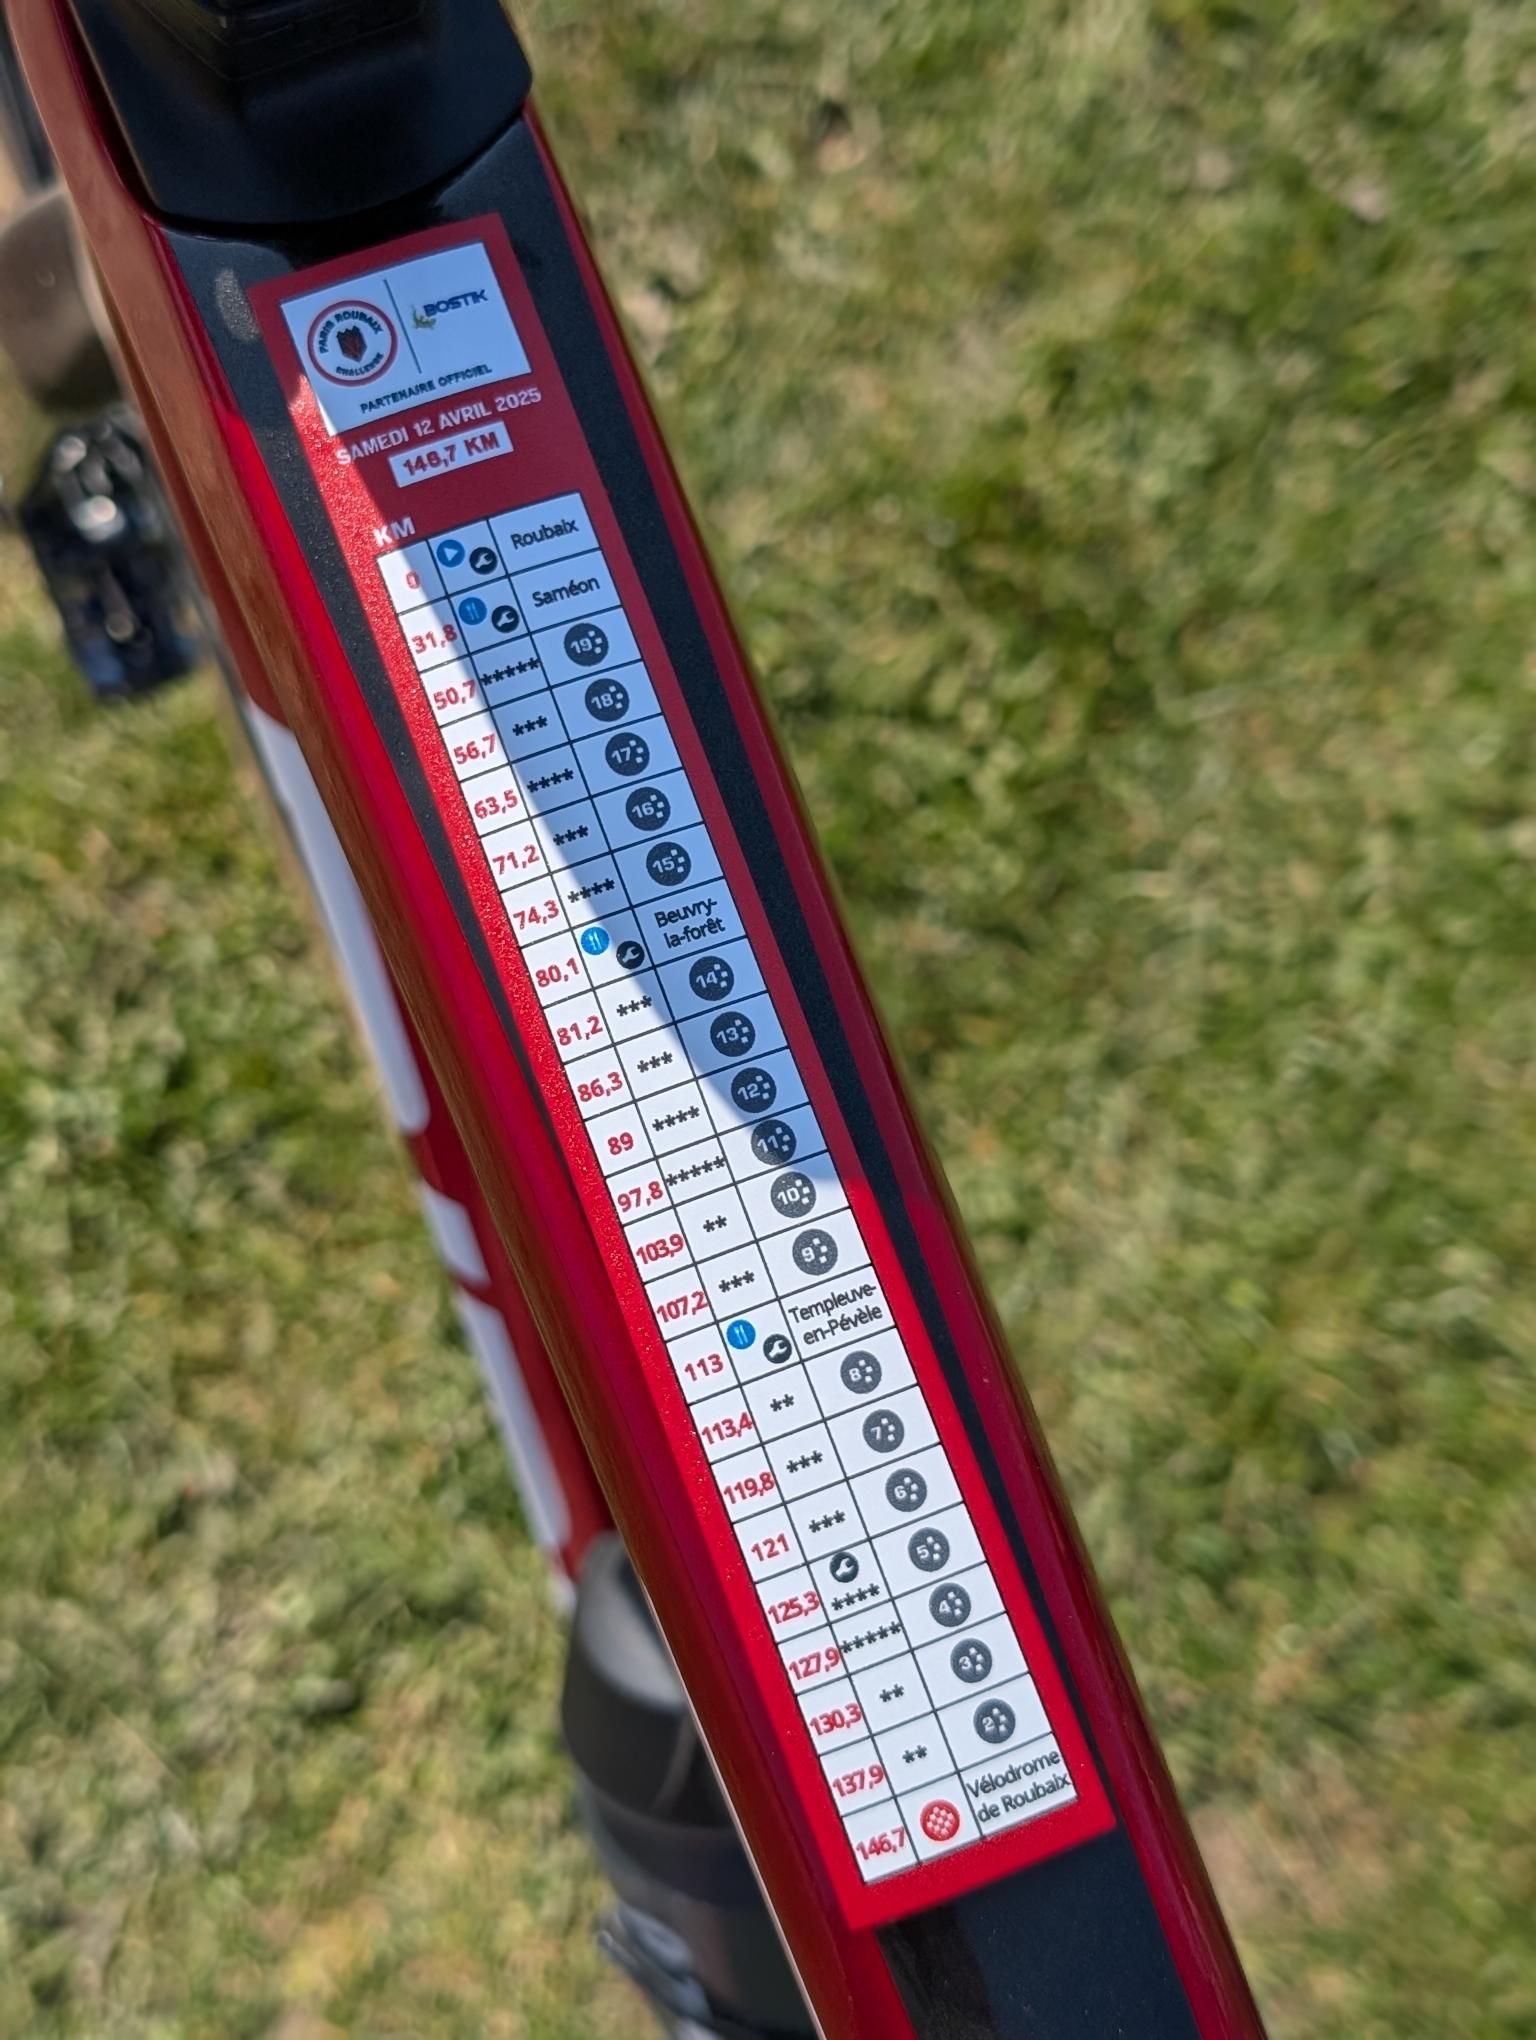 PARIS ROUBAIX
CHALLENGE
BOSTIK
PARTENAIRE OFFICIEL
SAMEDI 12 AVRIL 2025
148,7 KM
KM
0 Roubaix
31,8 Saméon
50,7 ***** 19
56,7 *** 18
63,5 **** 17
71,2 *** 16
74,3 **** 15
80,1 Beuvry-
la-forêt
81,2 *** 14
86,3 *** 13
89 **** 12
97,8 ***** 11
103,9 ** 10
107,2 *** 9
113 Templeuve-
en-Pévèle
113,4 ** 8
119,8 *** 7
121 *** 6
125,3 **** 5
127,9 ***** 4
130,3 ** 3
137,9 ** 2
146,7 Vélodrome
de Roubaix